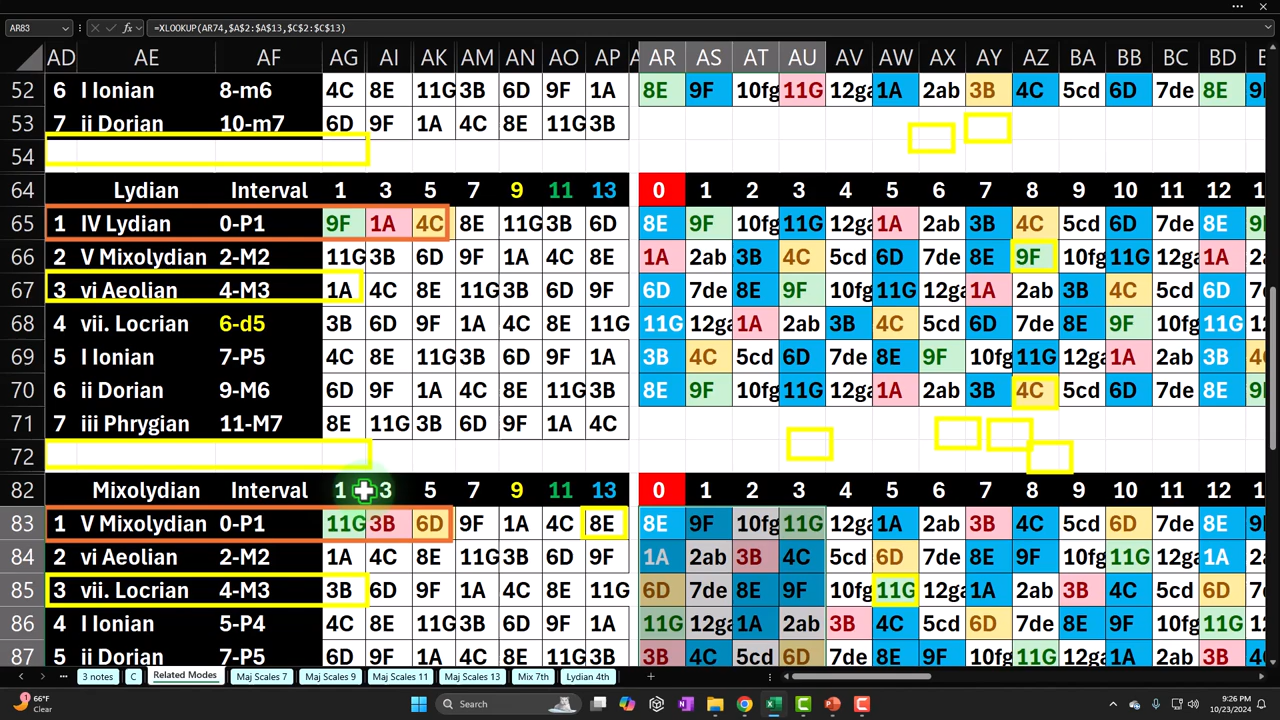 AR83 fx =XLOOKUP(AR74,$A$2:$A$13,$C$2:$C$13)
AD AE AF AG AI AK AM AN AO AP AR AS AT AU AV AW AX AY AZ BA BB BC BD
52 6 I Ionian 8-m6 4C 8E 11G 3B 6D 9F 1A 8E 9F 10fg 11G 12ga 1A 2ab 3B 4C 5cd 6D 7de 8E
53 7 ii Dorian 10-m7 6D 9F 1A 4C 8E 11G 3B
54
64 Lydian Interval 1 3 5 7 9 11 13 0 1 2 3 4 5 6 7 8 9 10 11 12
65 1 IV Lydian 0-P1 9F 1A 4C 8E 11G 3B 6D 8E 9F 10fg 11G 12ga 1A 2ab 3B 4C 5cd 6D 7de 8E
66 2 V Mixolydian 2-M2 11G 3B 6D 9F 1A 4C 8E 1A 2ab 3B 4C 5cd 6D 7de 8E 9F 10fg 11G 12ga 1A
67 3 vi Aeolian 4-M3 1A 4C 8E 11G 3B 6D 9F 6D 7de 8E 9F 10fg 11G 12ga 1A 2ab 3B 4C 5cd 6D
68 4 vii. Locrian 6-d5 3B 6D 9F 1A 4C 8E 11G 11G 12ga 1A 2ab 3B 4C 5cd 6D 7de 8E 9F 10fg 11G
69 5 I Ionian 7-P5 4C 8E 11G 3B 6D 9F 1A 3B 4C 5cd 6D 7de 8E 9F 10fg 11G 12ga 1A 2ab 3B
70 6 ii Dorian 9-M6 6D 9F 1A 4C 8E 11G 3B 8E 9F 10fg 11G 12ga 1A 2ab 3B 4C 5cd 6D 7de 8E
71 7 iii Phrygian 11-M7 8E 11G 3B 6D 9F 1A 4C
72
82 Mixolydian Interval 1 3 5 7 9 11 13 0 1 2 3 4 5 6 7 8 9 10 11 12
83 1 V Mixolydian 0-P1 11G 3B 6D 9F 1A 4C 8E 8E 9F 10fg 11G 12ga 1A 2ab 3B 4C 5cd 6D 7de 8E
84 2 vi Aeolian 2-M2 1A 4C 8E 11G 3B 6D 9F 1A 2ab 3B 4C 5cd 6D 7de 8E 9F 10fg 11G 12ga 1A
85 3 vii. Locrian 4-M3 3B 6D 9F 1A 4C 8E 11G 6D 7de 8E 9F 10fg 11G 12ga 1A 2ab 3B 4C 5cd 6D
86 4 I Ionian 5-P4 4C 8E 11G 3B 6D 9F 1A 11G 12ga 1A 2ab 3B 4C 5cd 6D 7de 8E 9F 10fg 11G
87 5 ii Dorian 7-P5 6D 9F 1A 4C 8E 11G 3B 3B 4C 5cd 6D 7de 8E 9F 10fg 11G 12ga 1A 2ab 3B
3 notes C Related Modes Maj Scales 7 Maj Scales 9 Maj Scales 11 Maj Scales 13 Mix 7th Lydian 4th
66°F
Clear
Search
9:26 PM
10/23/2024